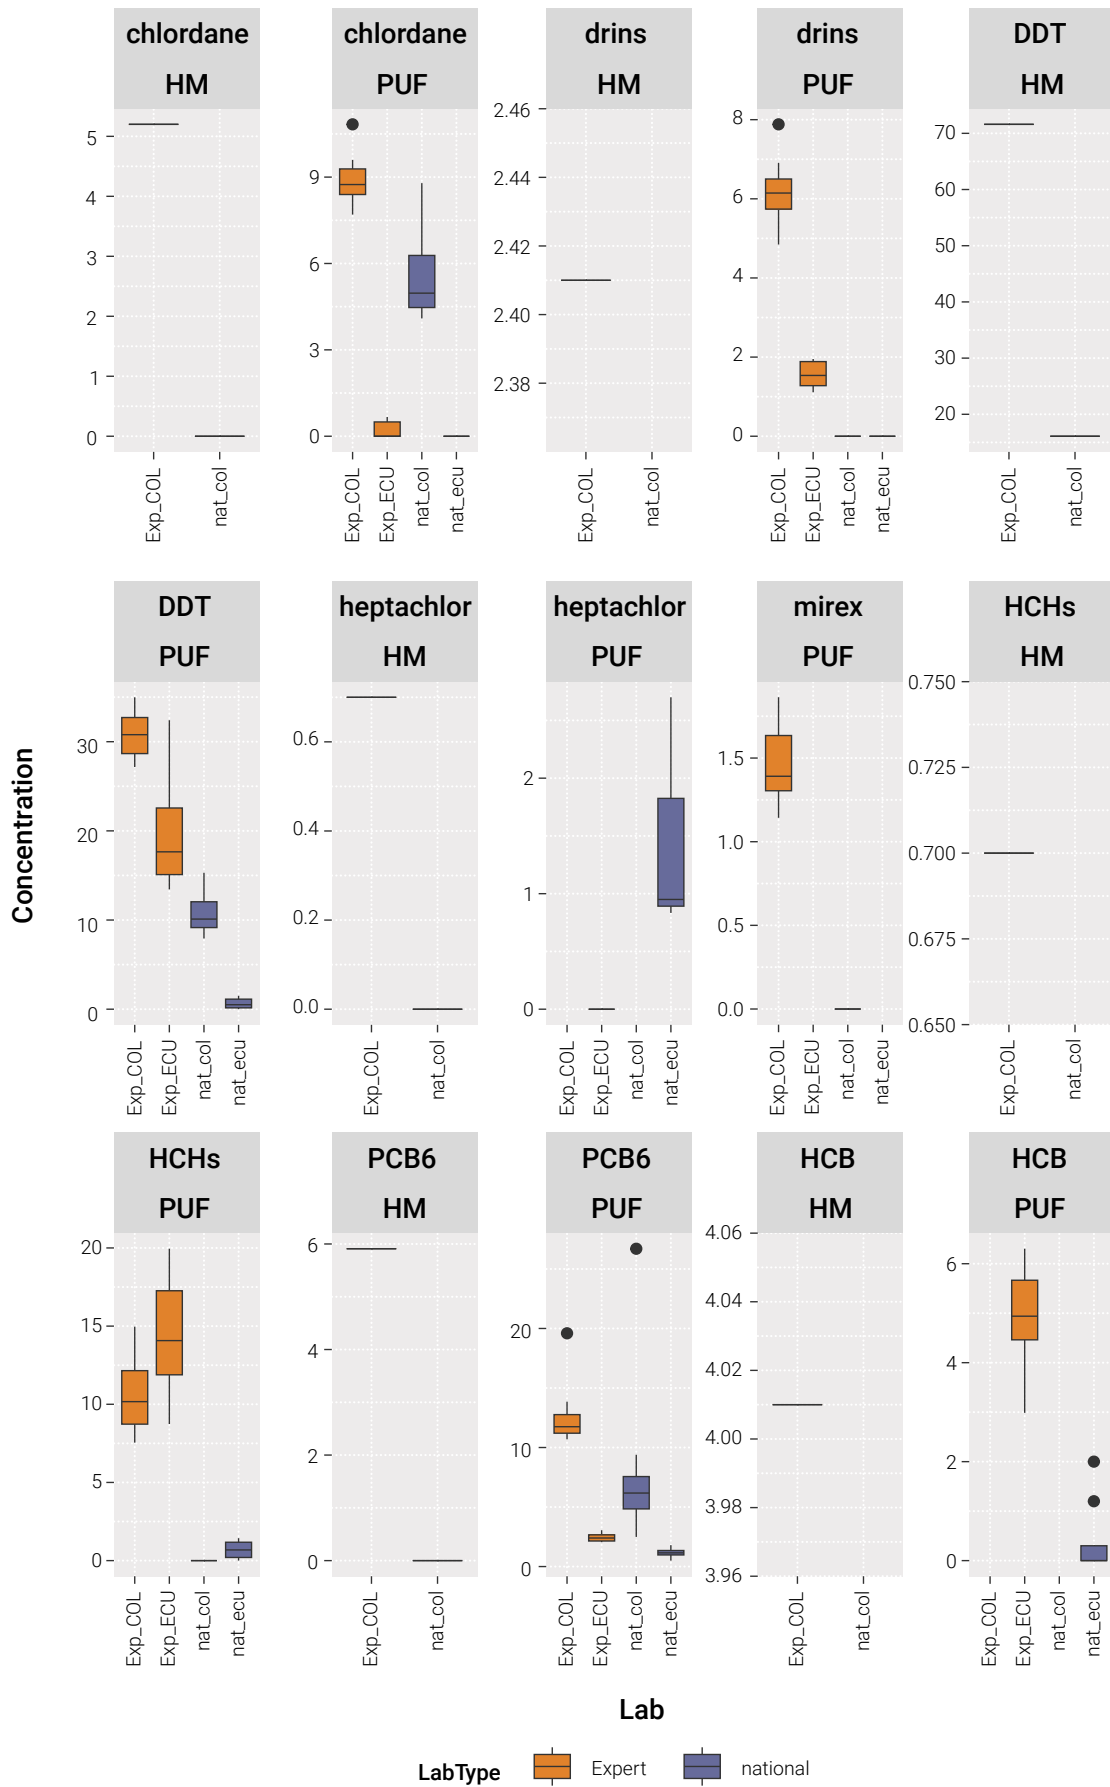 chlordane
HM
chlordane
PUF
drins
HM
drins
PUF
DDT
HM
5
4
3
2
1
0
9
6
3
0
2.46
2.44
2.42
2.40
2.38
8
6
4
2
0
70
60
50
40
30
20
Exp_COL
nat_col
Exp_COL
Exp_ECU
nat_col
nat_ecu
Exp_COL
nat_col
Exp_COL
Exp_ECU
nat_col
nat_ecu
Exp_COL
nat_col
Concentration
DDT
PUF
heptachlor
HM
heptachlor
PUF
mirex
PUF
HCHs
HM
30
20
10
0
0.6
0.4
0.2
0.0
2
1
0
1.5
1.0
0.5
0.0
0.750
0.725
0.700
0.675
0.650
Exp_COL
Exp_ECU
nat_col
nat_ecu
Exp_COL
nat_col
Exp_COL
Exp_ECU
nat_col
nat_ecu
Exp_COL
Exp_ECU
nat_col
nat_ecu
Exp_COL
nat_col
HCHs
PUF
PCB6
HM
PCB6
PUF
HCB
HM
HCB
PUF
20
15
10
5
0
6
4
2
0
20
10
0
4.06
4.04
4.02
4.00
3.98
3.96
6
4
2
0
Exp_COL
Exp_ECU
nat_col
nat_ecu
Exp_COL
nat_col
Exp_COL
Exp_ECU
nat_col
nat_ecu
Exp_COL
nat_col
Exp_COL
Exp_ECU
nat_col
nat_ecu
Lab
LabType
Expert
national